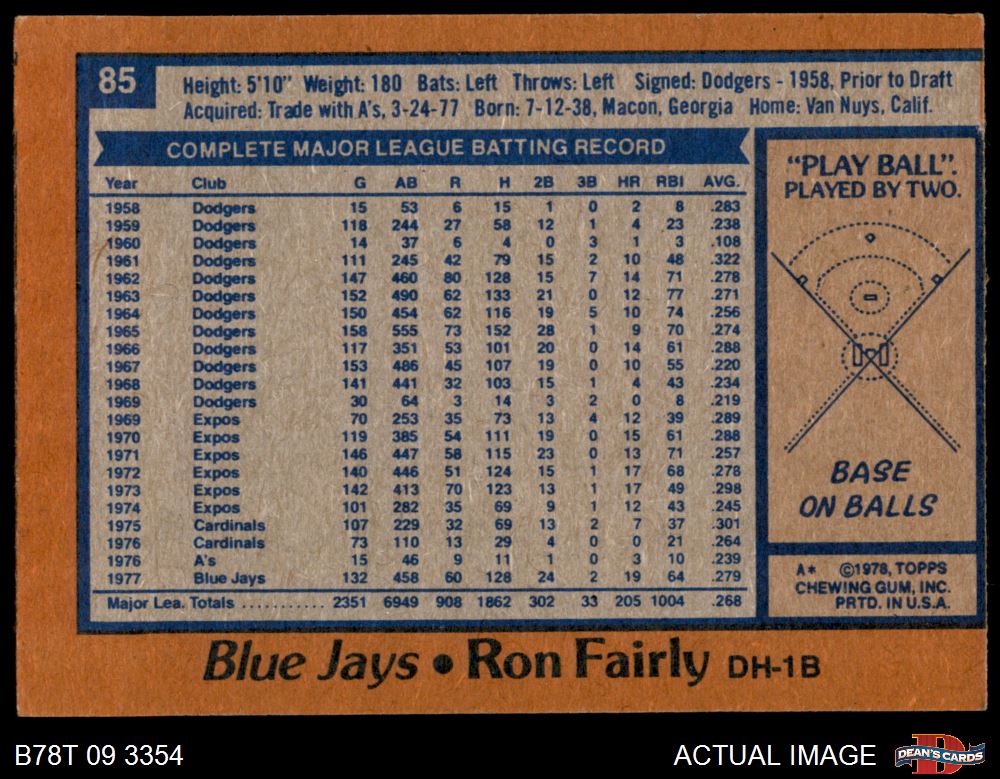 85
Height: 5'10" Weight: 180 Bats: Left Throws: Left Signed: Dodgers - 1958, Prior to Draft
Acquired: Trade with A's, 3-24-77 Born: 7-12-38, Macon, Georgia Home: Van Nuys, Calif.
COMPLETE MAJOR LEAGUE BATTING RECORD
Year Club G AB R H 2B 3B HR RBI AVG.
1958 Dodgers 15 53 6 15 1 0 2 8 .283
1959 Dodgers 118 244 27 58 12 1 4 23 .238
1960 Dodgers 14 37 6 4 0 3 1 3 .108
1961 Dodgers 111 245 42 79 15 2 10 48 .322
1962 Dodgers 147 460 80 128 15 7 14 71 .278
1963 Dodgers 152 490 62 133 21 0 12 77 .271
1964 Dodgers 150 454 62 116 19 5 10 74 .256
1965 Dodgers 158 555 73 152 28 1 9 70 .274
1966 Dodgers 117 351 53 101 20 0 14 61 .288
1967 Dodgers 153 486 45 107 19 0 10 55 .220
1968 Dodgers 141 441 32 103 15 1 4 43 .234
1969 Dodgers 30 64 3 14 3 2 0 8 .219
1969 Expos 70 253 35 73 13 4 12 39 .289
1970 Expos 119 385 54 111 19 0 15 61 .288
1971 Expos 146 447 58 115 23 0 13 71 .257
1972 Expos 140 446 51 124 15 1 17 68 .278
1973 Expos 142 413 70 123 13 1 17 49 .298
1974 Expos 101 282 35 69 9 1 12 43 .245
1975 Cardinals 107 229 32 69 13 2 7 37 .301
1976 Cardinals 73 110 13 29 4 0 0 21 .264
1976 A's 15 46 9 11 1 0 3 10 .239
1977 Blue Jays 132 458 60 128 24 2 19 64 .279
Major Lea. Totals ........... 2351 6949 908 1862 302 33 205 1004 .268
"PLAY BALL".
PLAYED BY TWO.
BASE
ON BALLS
A* ©1978, TOPPS
CHEWING GUM, INC.
PRTD. IN U.S.A.
Blue Jays • Ron Fairly DH-1B
B78T 09 3354
ACTUAL IMAGE
D
DEAN'S CARDS